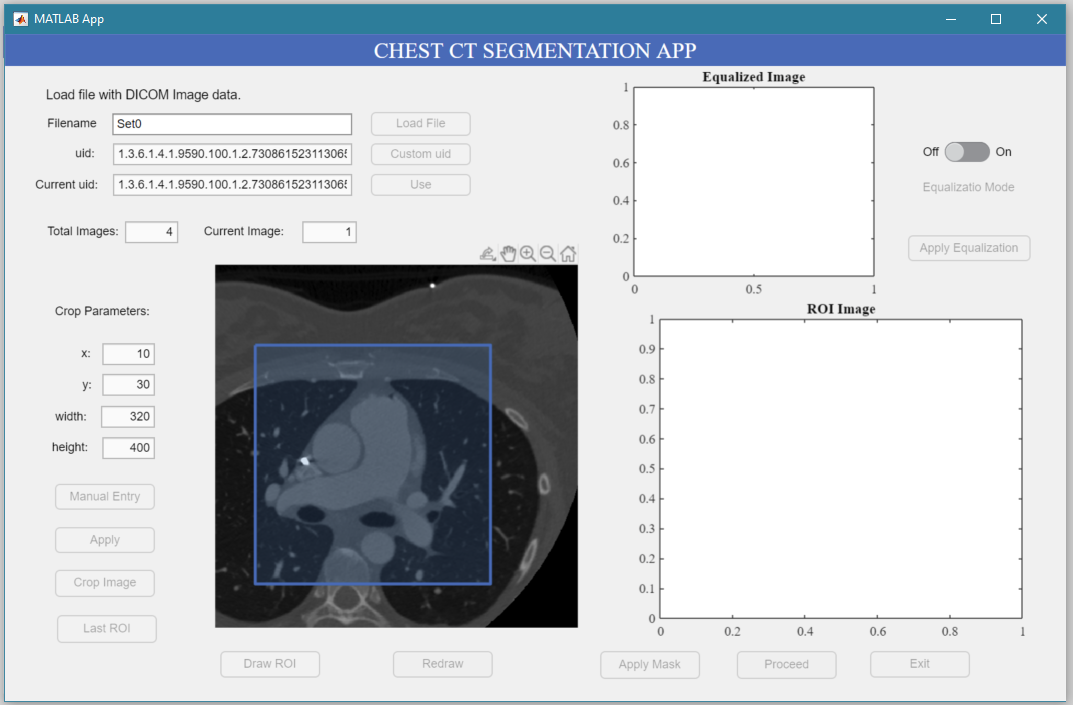 MATLAB App
CHEST CT SEGMENTATION APP
Load file with DICOM Image data.
Filename Set0 Load File
uid: 1.3.6.1.4.1.9590.100.1.2.730861523113065 Custom uid
Current uid: 1.3.6.1.4.1.9590.100.1.2.730861523113065 Use
Total Images: 4 Current Image: 1
Crop Parameters:
x: 10
y: 30
width: 320
height: 400
Manual Entry
Apply
Crop Image
Last ROI
Draw ROI Redraw
Equalized Image
1
0.8
0.6
0.4
0.2
0
0 0.5 1
Off On
Equalizatio Mode
Apply Equalization
ROI Image
1
0.9
0.8
0.7
0.6
0.5
0.4
0.3
0.2
0.1
0
0 0.2 0.4 0.6 0.8 1
Apply Mask Proceed Exit